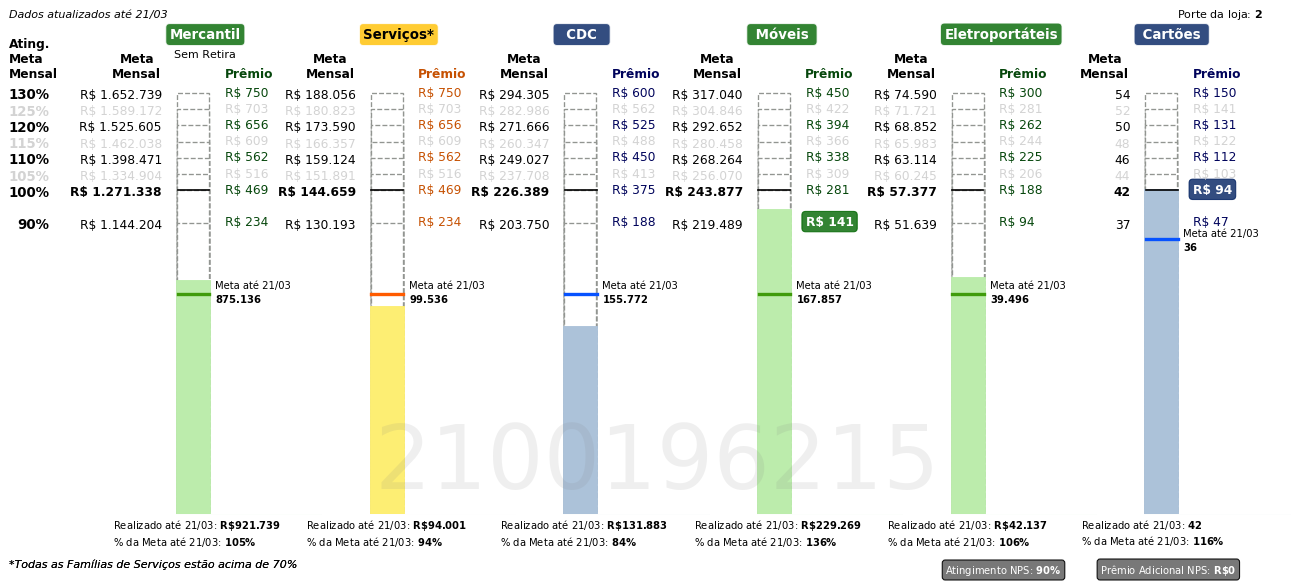 Dados atualizados até 21/03
Porte da loja: 2
Mercantil Serviços* CDC Móveis Eletroportáteis Cartões
Sem Retira
Ating. Meta Mensal
Meta Mensal Prêmio Meta Mensal Prêmio Meta Mensal Prêmio Meta Mensal Prêmio Meta Mensal Prêmio Meta Mensal Prêmio
130% R$ 1.652.739 R$ 750 R$ 188.056 R$ 750 R$ 294.305 R$ 600 R$ 317.040 R$ 450 R$ 74.590 R$ 300 54 R$ 150
125% R$ 1.589.172 R$ 703 R$ 180.823 R$ 703 R$ 282.986 R$ 562 R$ 304.846 R$ 422 R$ 71.721 R$ 281 52 R$ 141
120% R$ 1.525.605 R$ 656 R$ 173.590 R$ 656 R$ 271.666 R$ 525 R$ 292.652 R$ 394 R$ 68.852 R$ 262 50 R$ 131
115% R$ 1.462.038 R$ 609 R$ 166.357 R$ 609 R$ 260.347 R$ 488 R$ 280.458 R$ 366 R$ 65.983 R$ 244 48 R$ 122
110% R$ 1.398.471 R$ 562 R$ 159.124 R$ 562 R$ 249.027 R$ 450 R$ 268.264 R$ 338 R$ 63.114 R$ 225 46 R$ 112
105% R$ 1.334.904 R$ 516 R$ 151.891 R$ 516 R$ 237.708 R$ 413 R$ 256.070 R$ 309 R$ 60.245 R$ 206 44 R$ 103
100% R$ 1.271.338 R$ 469 R$ 144.659 R$ 469 R$ 226.389 R$ 375 R$ 243.877 R$ 281 R$ 57.377 R$ 188 42 R$ 94
90% R$ 1.144.204 R$ 234 R$ 130.193 R$ 234 R$ 203.750 R$ 188 R$ 219.489 R$ 141 R$ 51.639 R$ 94 37 R$ 47
Meta até 21/03
36
Meta até 21/03 Meta até 21/03 Meta até 21/03 Meta até 21/03 Meta até 21/03
875.136 99.536 155.772 167.857 39.496
2100196215
Realizado até 21/03: R$921.739 Realizado até 21/03: R$94.001 Realizado até 21/03: R$131.883 Realizado até 21/03: R$229.269 Realizado até 21/03: R$42.137 Realizado até 21/03: 42
% da Meta até 21/03: 105% % da Meta até 21/03: 94% % da Meta até 21/03: 84% % da Meta até 21/03: 136% % da Meta até 21/03: 106% % da Meta até 21/03: 116%
*Todas as Famílias de Serviços estão acima de 70%
Atingimento NPS: 90% Prêmio Adicional NPS: R$0